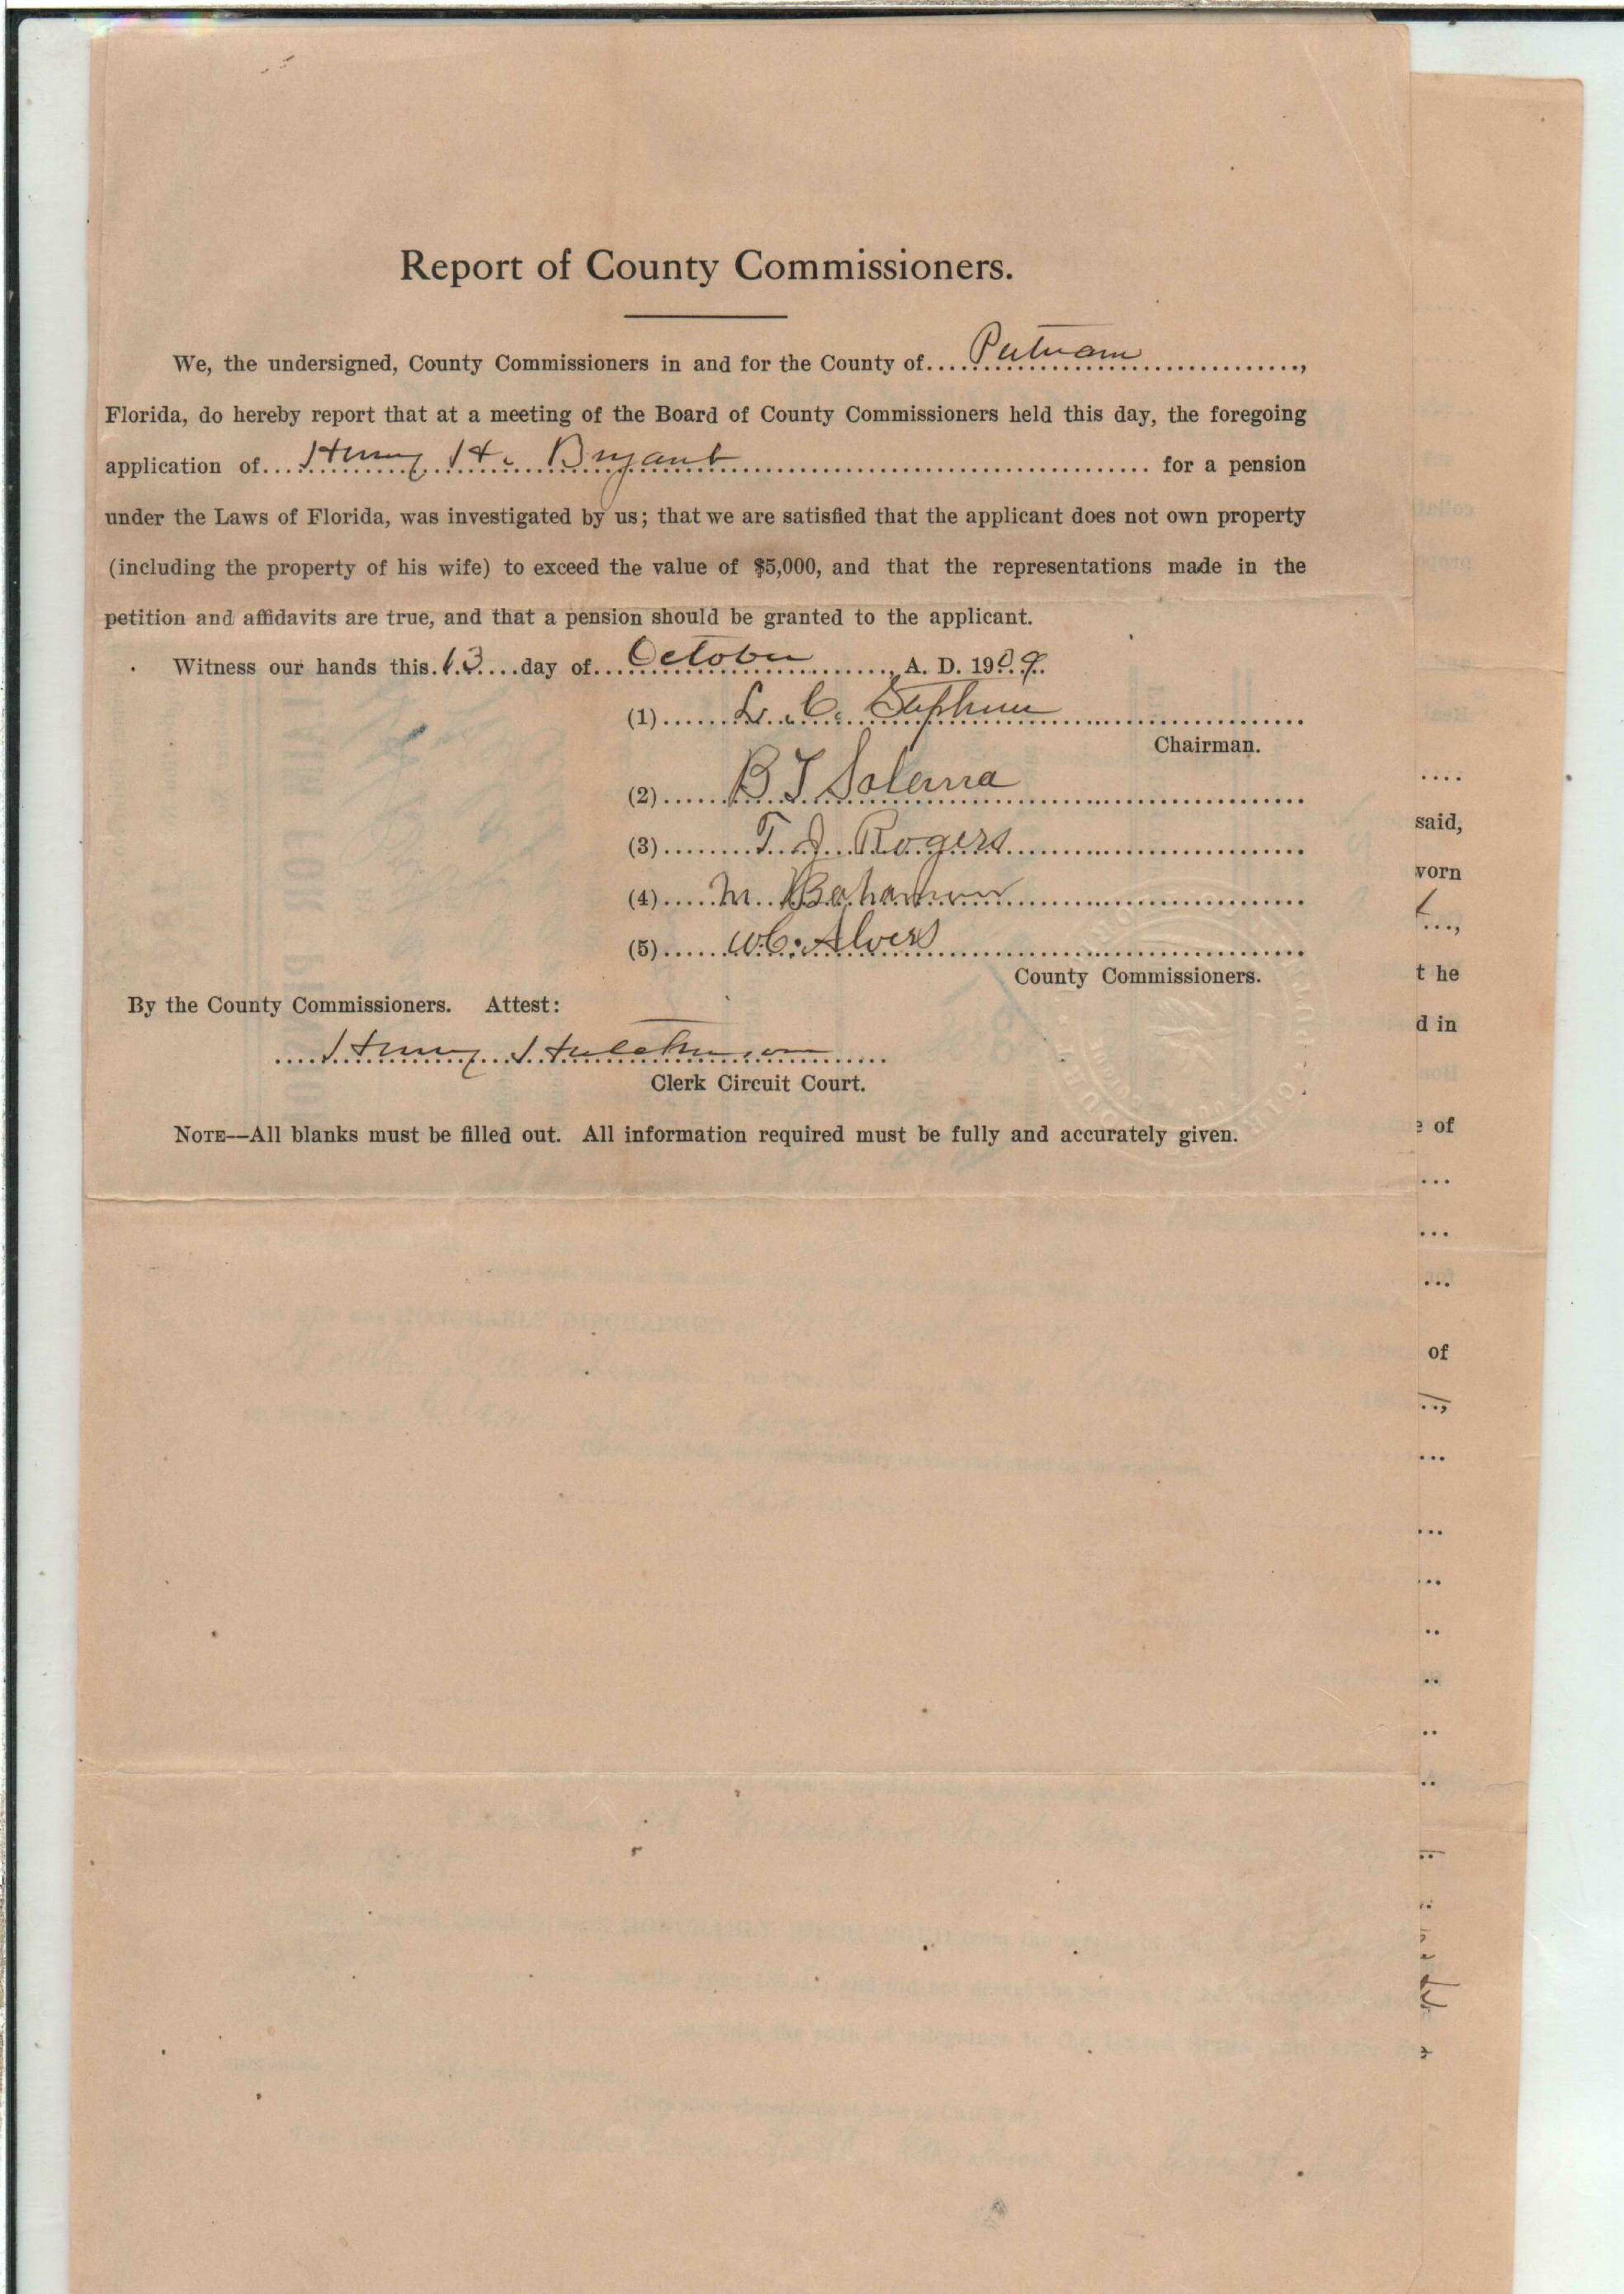 Report of County Commissioners.
We, the undersigned, County Commissioners in and for the County of....Putnam....,
Florida, do hereby report that at a meeting of the Board of County Commissioners held this day, the foregoing
application of....Henry H. Bryant.... for a pension
under the Laws of Florida, was investigated by us; that we are satisfied that the applicant does not own property
(including the property of his wife) to exceed the value of $5,000, and that the representations made in the
petition and affidavits are true, and that a pension should be granted to the applicant.
Witness our hands this.13....day of....October...., A. D. 1909.
(1)......L. C. Stephens
Chairman.
(2)......B J
(3)......T. J. Rogers
(4)......M.
(5)......W. C. Alvers
County Commissioners.
By the County Commissioners. Attest:
Henry Hutchinson
Clerk Circuit Court.
NOTE--All blanks must be filled out. All information required must be fully and accurately given.
said,
vorn
t he
d in
of
of